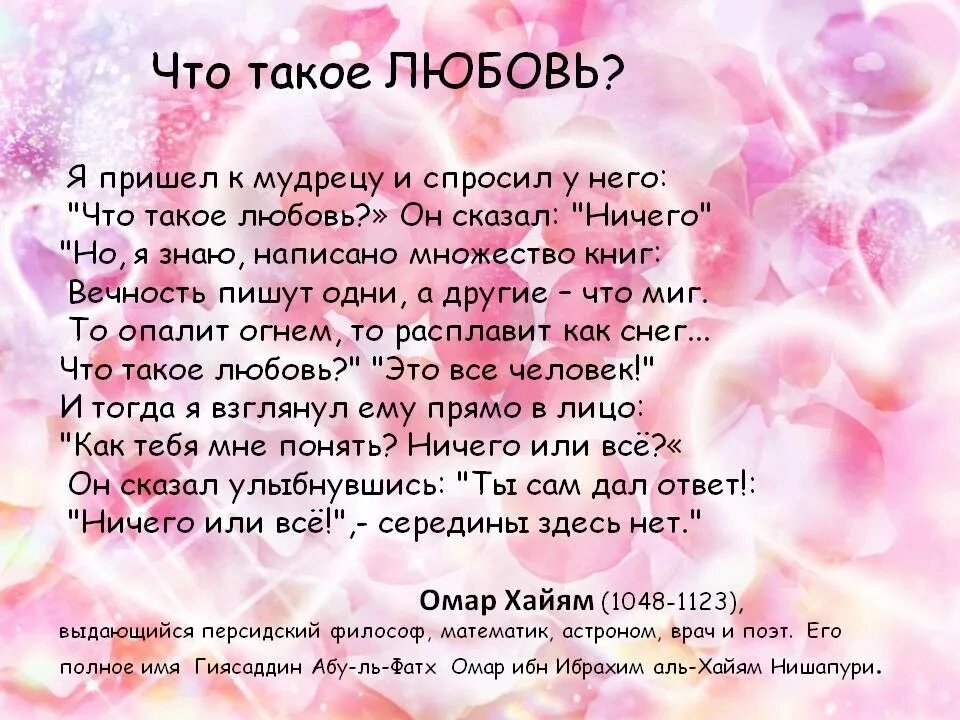 Что такое ЛЮБОВЬ?
Я пришел к мудрецу и спросил у него:
"Что такое любовь?» Он сказал: "Ничего"
"Но, я знаю, написано множество книг:
Вечность пишут одни, а другие – что миг.
То опалит огнем, то расплавит как снег...
Что такое любовь?" "Это все человек!"
И тогда я взглянул ему прямо в лицо:
"Как тебя мне понять? Ничего или всё?«
Он сказал улыбнувшись: "Ты сам дал ответ!:
"Ничего или всё!",- середины здесь нет."
Омар Хайям (1048-1123),
выдающийся персидский философ, математик, астроном, врач и поэт. Его
полное имя Гиясаддин Абу-ль-Фатх Омар ибн Ибрахим аль-Хайям Нишапури.